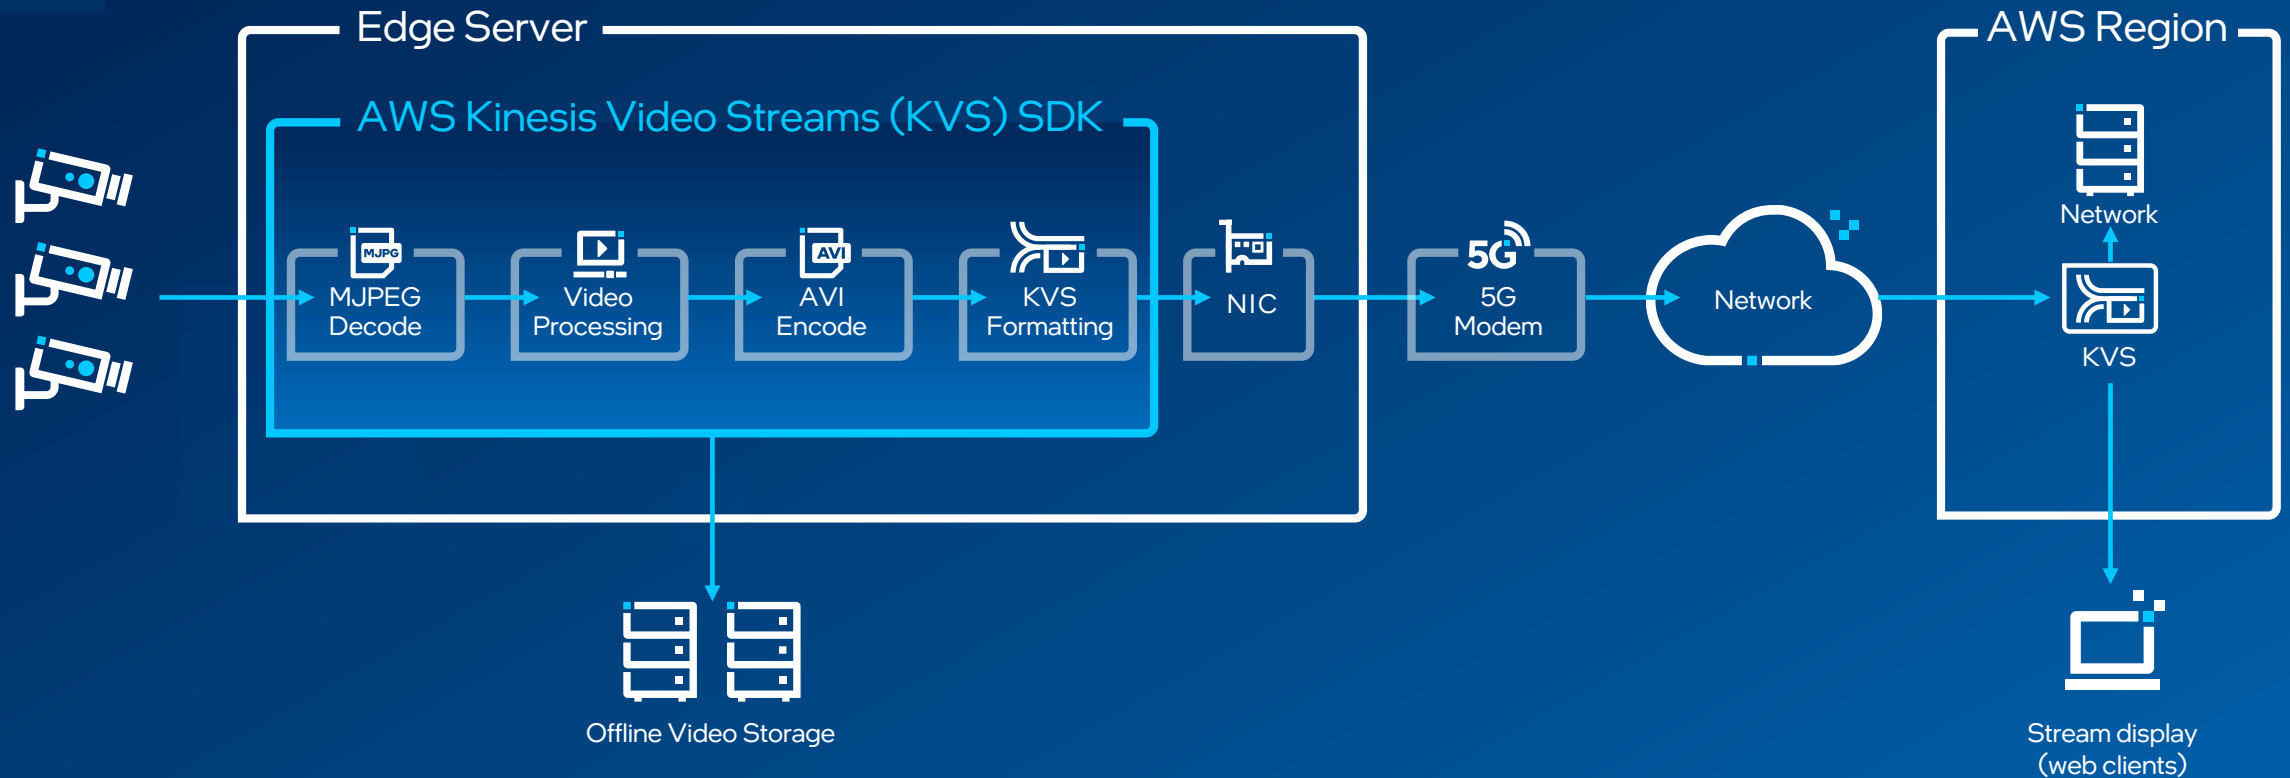 Edge Server
AWS Region
AWS Kinesis Video Streams (KVS) SDK
MJPG
MJPEG
Decode
Video
Processing
AVI
AVI
Encode
KVS
Formatting
NIC
5G
5G
Modem
Network
Network
KVS
Offline Video Storage
Stream display
(web clients)